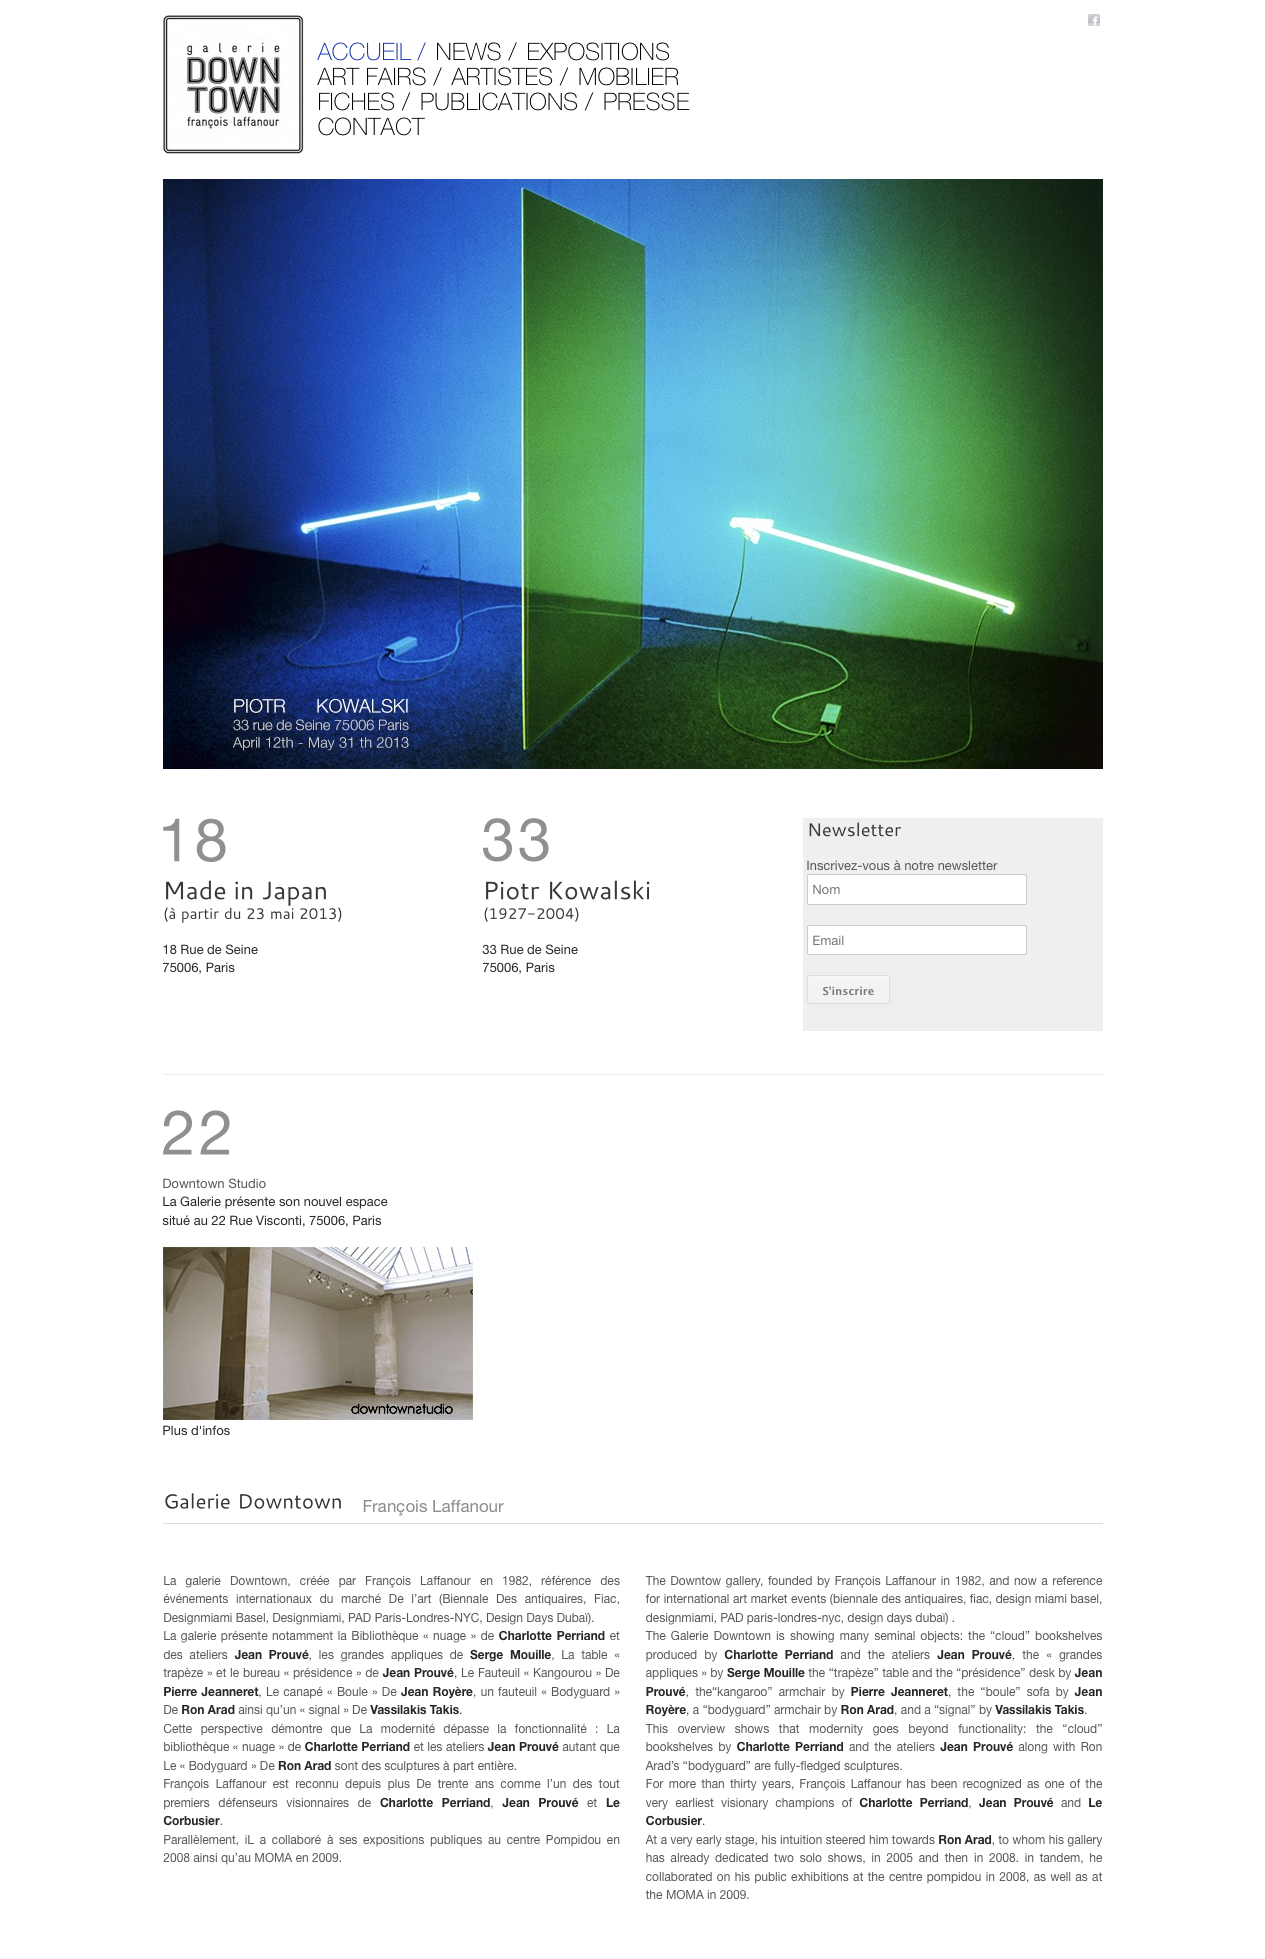 galerie
DOWN
TOWN
françois laffanour
ACCUEIL / NEWS / EXPOSITIONS
ART FAIRS / ARTISTES / MOBILIER
FICHES / PUBLICATIONS / PRESSE
CONTACT
PIOTR KOWALSKI
33 rue de Seine 75006 Paris
April 12th - May 31 th 2013
18
Made in Japan
(à partir du 23 mai 2013)
18 Rue de Seine
75006, Paris
33
Piotr Kowalski
(1927-2004)
33 Rue de Seine
75006, Paris
Newsletter
Inscrivez-vous à notre newsletter
Nom
Email
S'inscrire
22
Downtown Studio
La Galerie présente son nouvel espace
situé au 22 Rue Visconti, 75006, Paris
downtownstudio
Plus d'infos
Galerie Downtown François Laffanour
La galerie Downtown, créée par François Laffanour en 1982, référence des
événements internationaux du marché De l’art (Biennale Des antiquaires, Fiac,
Designmiami Basel, Designmiami, PAD Paris-Londres-NYC, Design Days Dubaï).
La galerie présente notamment la Bibliothèque « nuage » de Charlotte Perriand et
des ateliers Jean Prouvé, les grandes appliques de Serge Mouille, La table «
trapèze » et le bureau « présidence » de Jean Prouvé, Le Fauteuil « Kangourou » De
Pierre Jeanneret, Le canapé « Boule » De Jean Royère, un fauteuil « Bodyguard »
De Ron Arad ainsi qu’un « signal » De Vassilakis Takis.
Cette perspective démontre que La modernité dépasse la fonctionnalité : La
bibliothèque « nuage » de Charlotte Perriand et les ateliers Jean Prouvé autant que
Le « Bodyguard » De Ron Arad sont des sculptures à part entière.
François Laffanour est reconnu depuis plus De trente ans comme l’un des tout
premiers défenseurs visionnaires de Charlotte Perriand, Jean Prouvé et Le
Corbusier.
Parallèlement, iL a collaboré à ses expositions publiques au centre Pompidou en
2008 ainsi qu’au MOMA en 2009.
The Downtow gallery, founded by François Laffanour in 1982, and now a reference
for international art market events (biennale des antiquaires, fiac, design miami basel,
designmiami, PAD paris-londres-nyc, design days dubaï) .
The Galerie Downtown is showing many seminal objects: the “cloud” bookshelves
produced by Charlotte Perriand and the ateliers Jean Prouvé, the « grandes
appliques » by Serge Mouille the “trapèze” table and the “présidence” desk by Jean
Prouvé, the“kangaroo” armchair by Pierre Jeanneret, the “boule” sofa by Jean
Royère, a “bodyguard” armchair by Ron Arad, and a “signal” by Vassilakis Takis.
This overview shows that modernity goes beyond functionality: the “cloud”
bookshelves by Charlotte Perriand and the ateliers Jean Prouvé along with Ron
Arad’s “bodyguard” are fully-fledged sculptures.
For more than thirty years, François Laffanour has been recognized as one of the
very earliest visionary champions of Charlotte Perriand, Jean Prouvé and Le
Corbusier.
At a very early stage, his intuition steered him towards Ron Arad, to whom his gallery
has already dedicated two solo shows, in 2005 and then in 2008. in tandem, he
collaborated on his public exhibitions at the centre pompidou in 2008, as well as at
the MOMA in 2009.